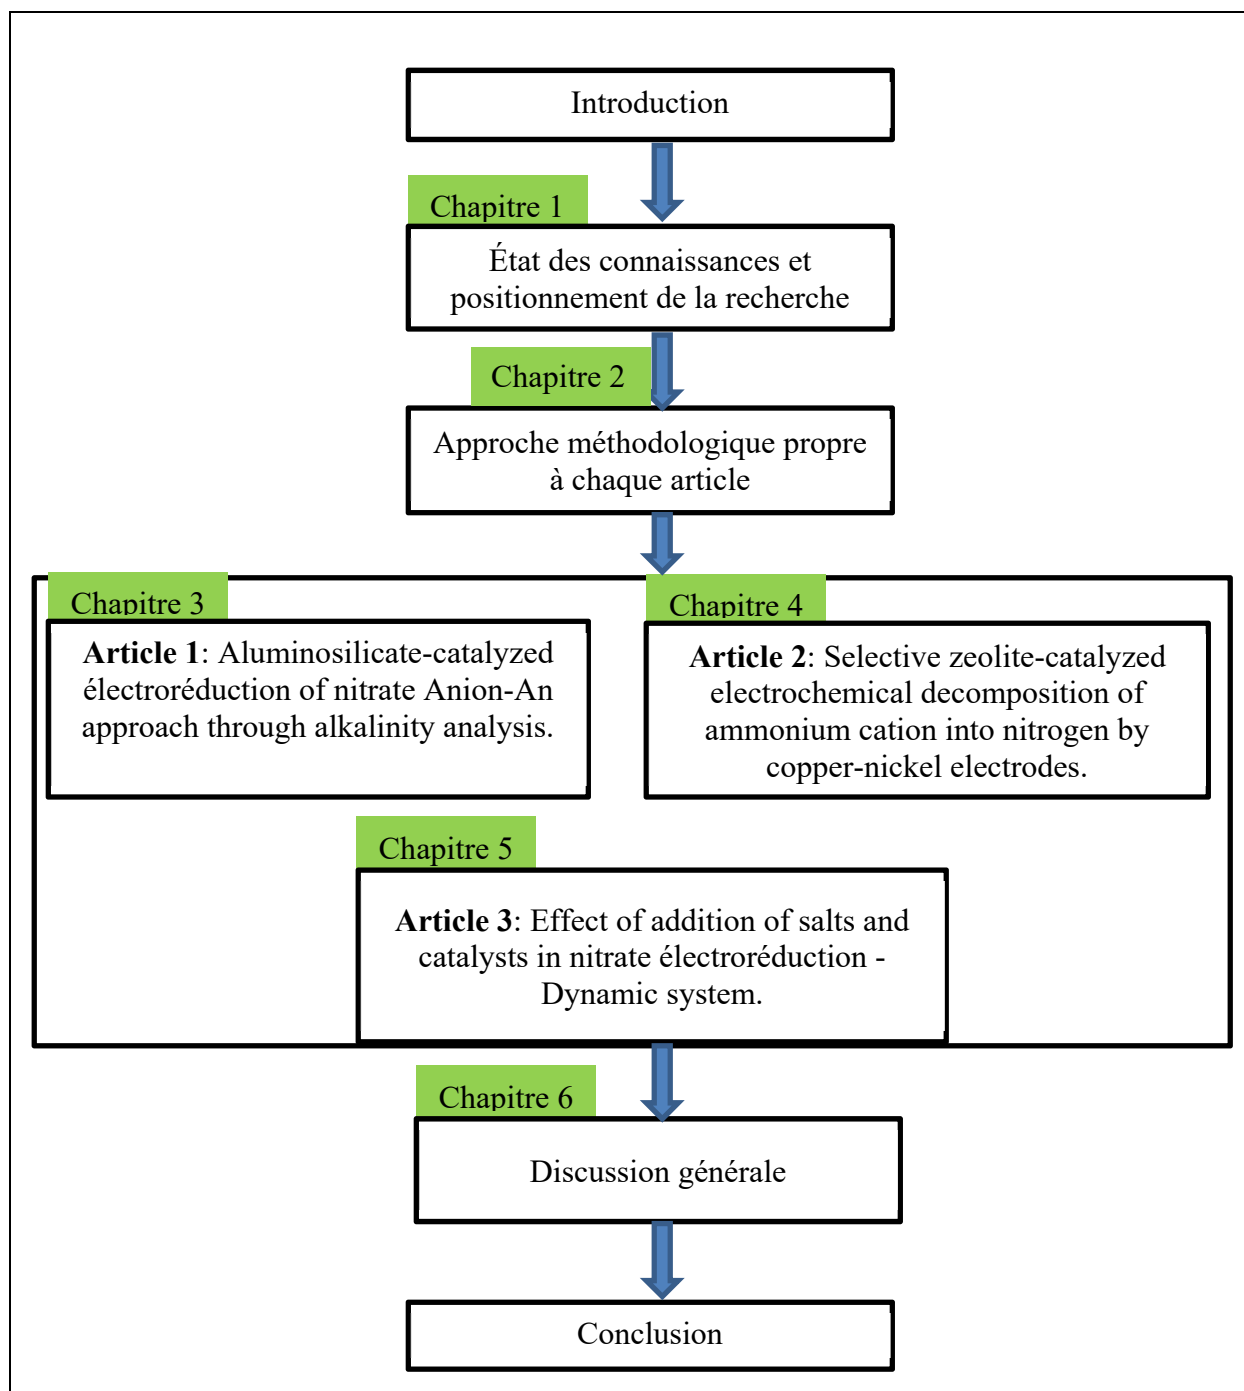 Introduction
Chapitre 1
État des connaissances et
positionnement de la recherche
Chapitre 2
Approche méthodologique propre
à chaque article
Chapitre 3
Article 1: Aluminosilicate-catalyzed
électroréduction of nitrate Anion-An
approach through alkalinity analysis.
Chapitre 4
Article 2: Selective zeolite-catalyzed
electrochemical decomposition of
ammonium cation into nitrogen by
copper-nickel electrodes.
Chapitre 5
Article 3: Effect of addition of salts and
catalysts in nitrate électroréduction -
Dynamic system.
Chapitre 6
Discussion générale
Conclusion